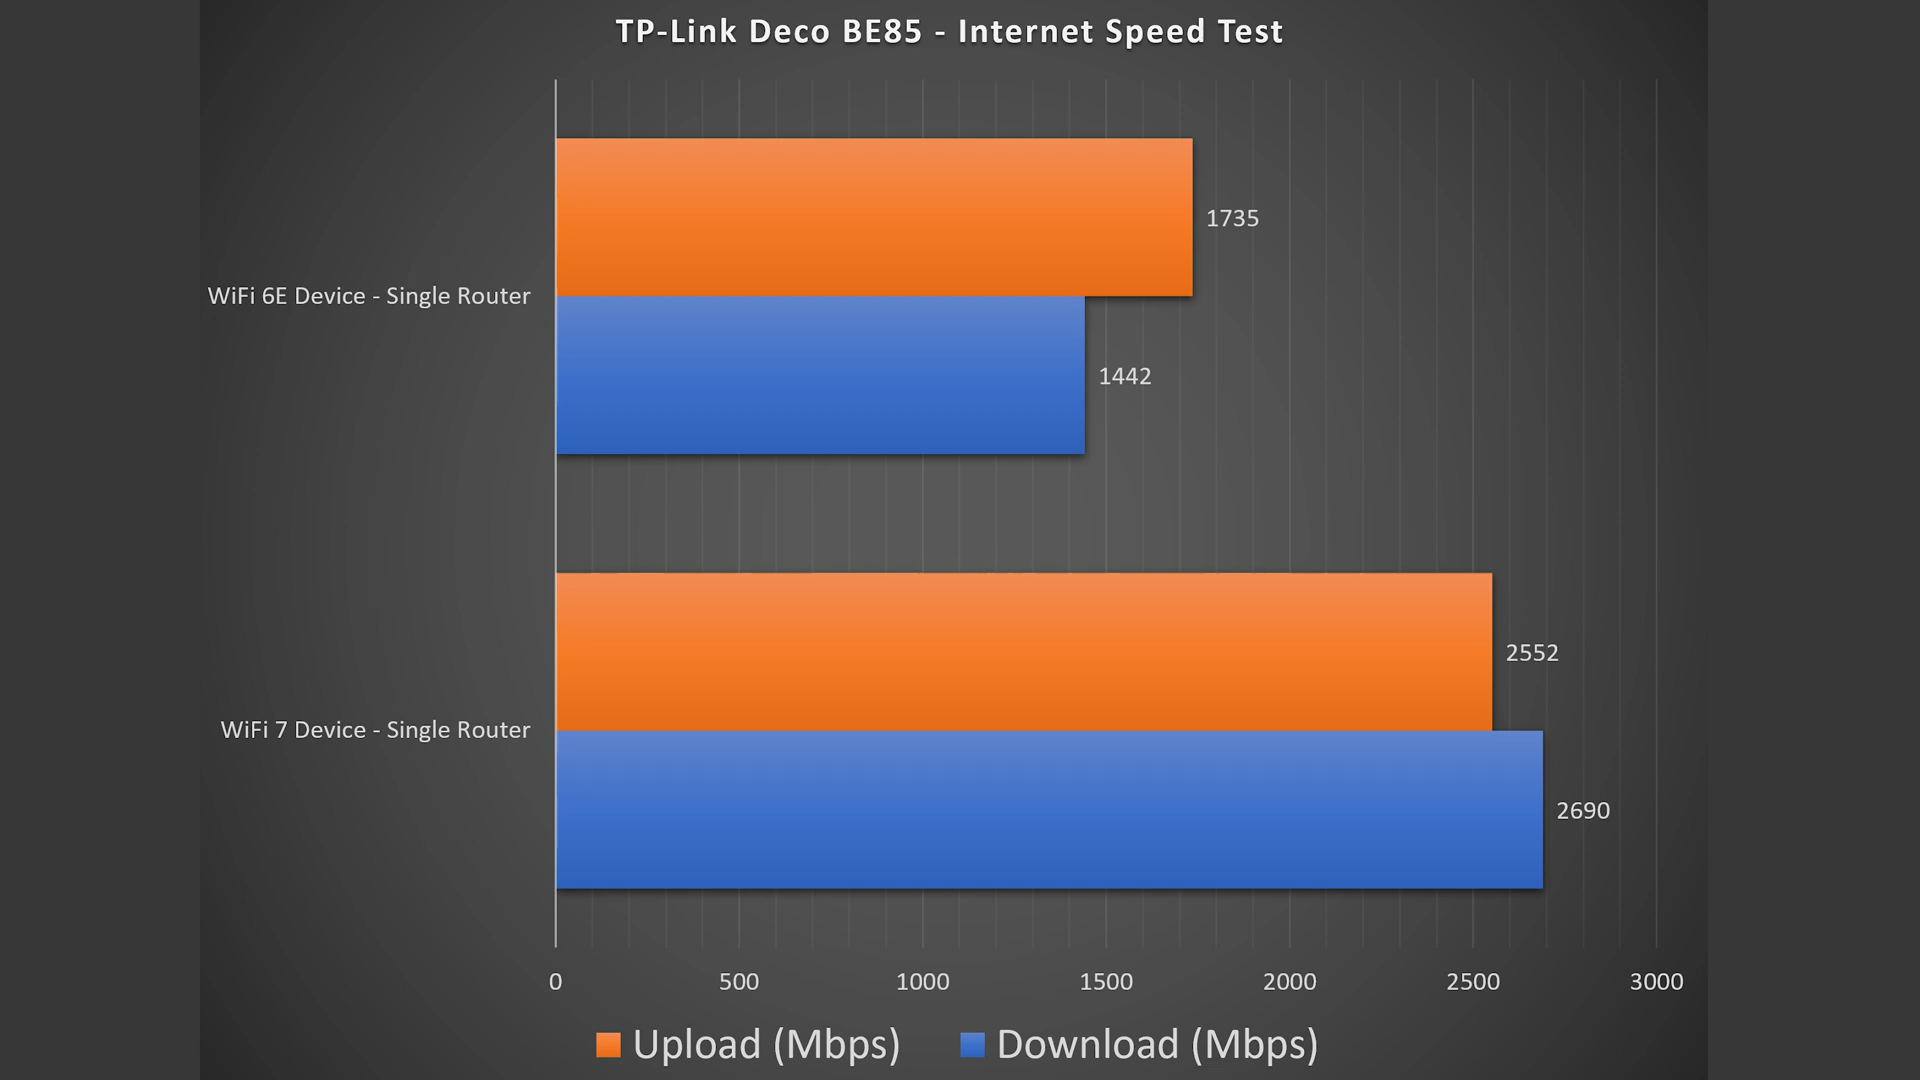 TP-Link Deco BE85 - Internet Speed Test
1735
WiFi 6E Device - Single Router
1442
2552
WiFi 7 Device - Single Router
2690
0 500 1000 1500 2000 2500 3000
Upload (Mbps) Download (Mbps)